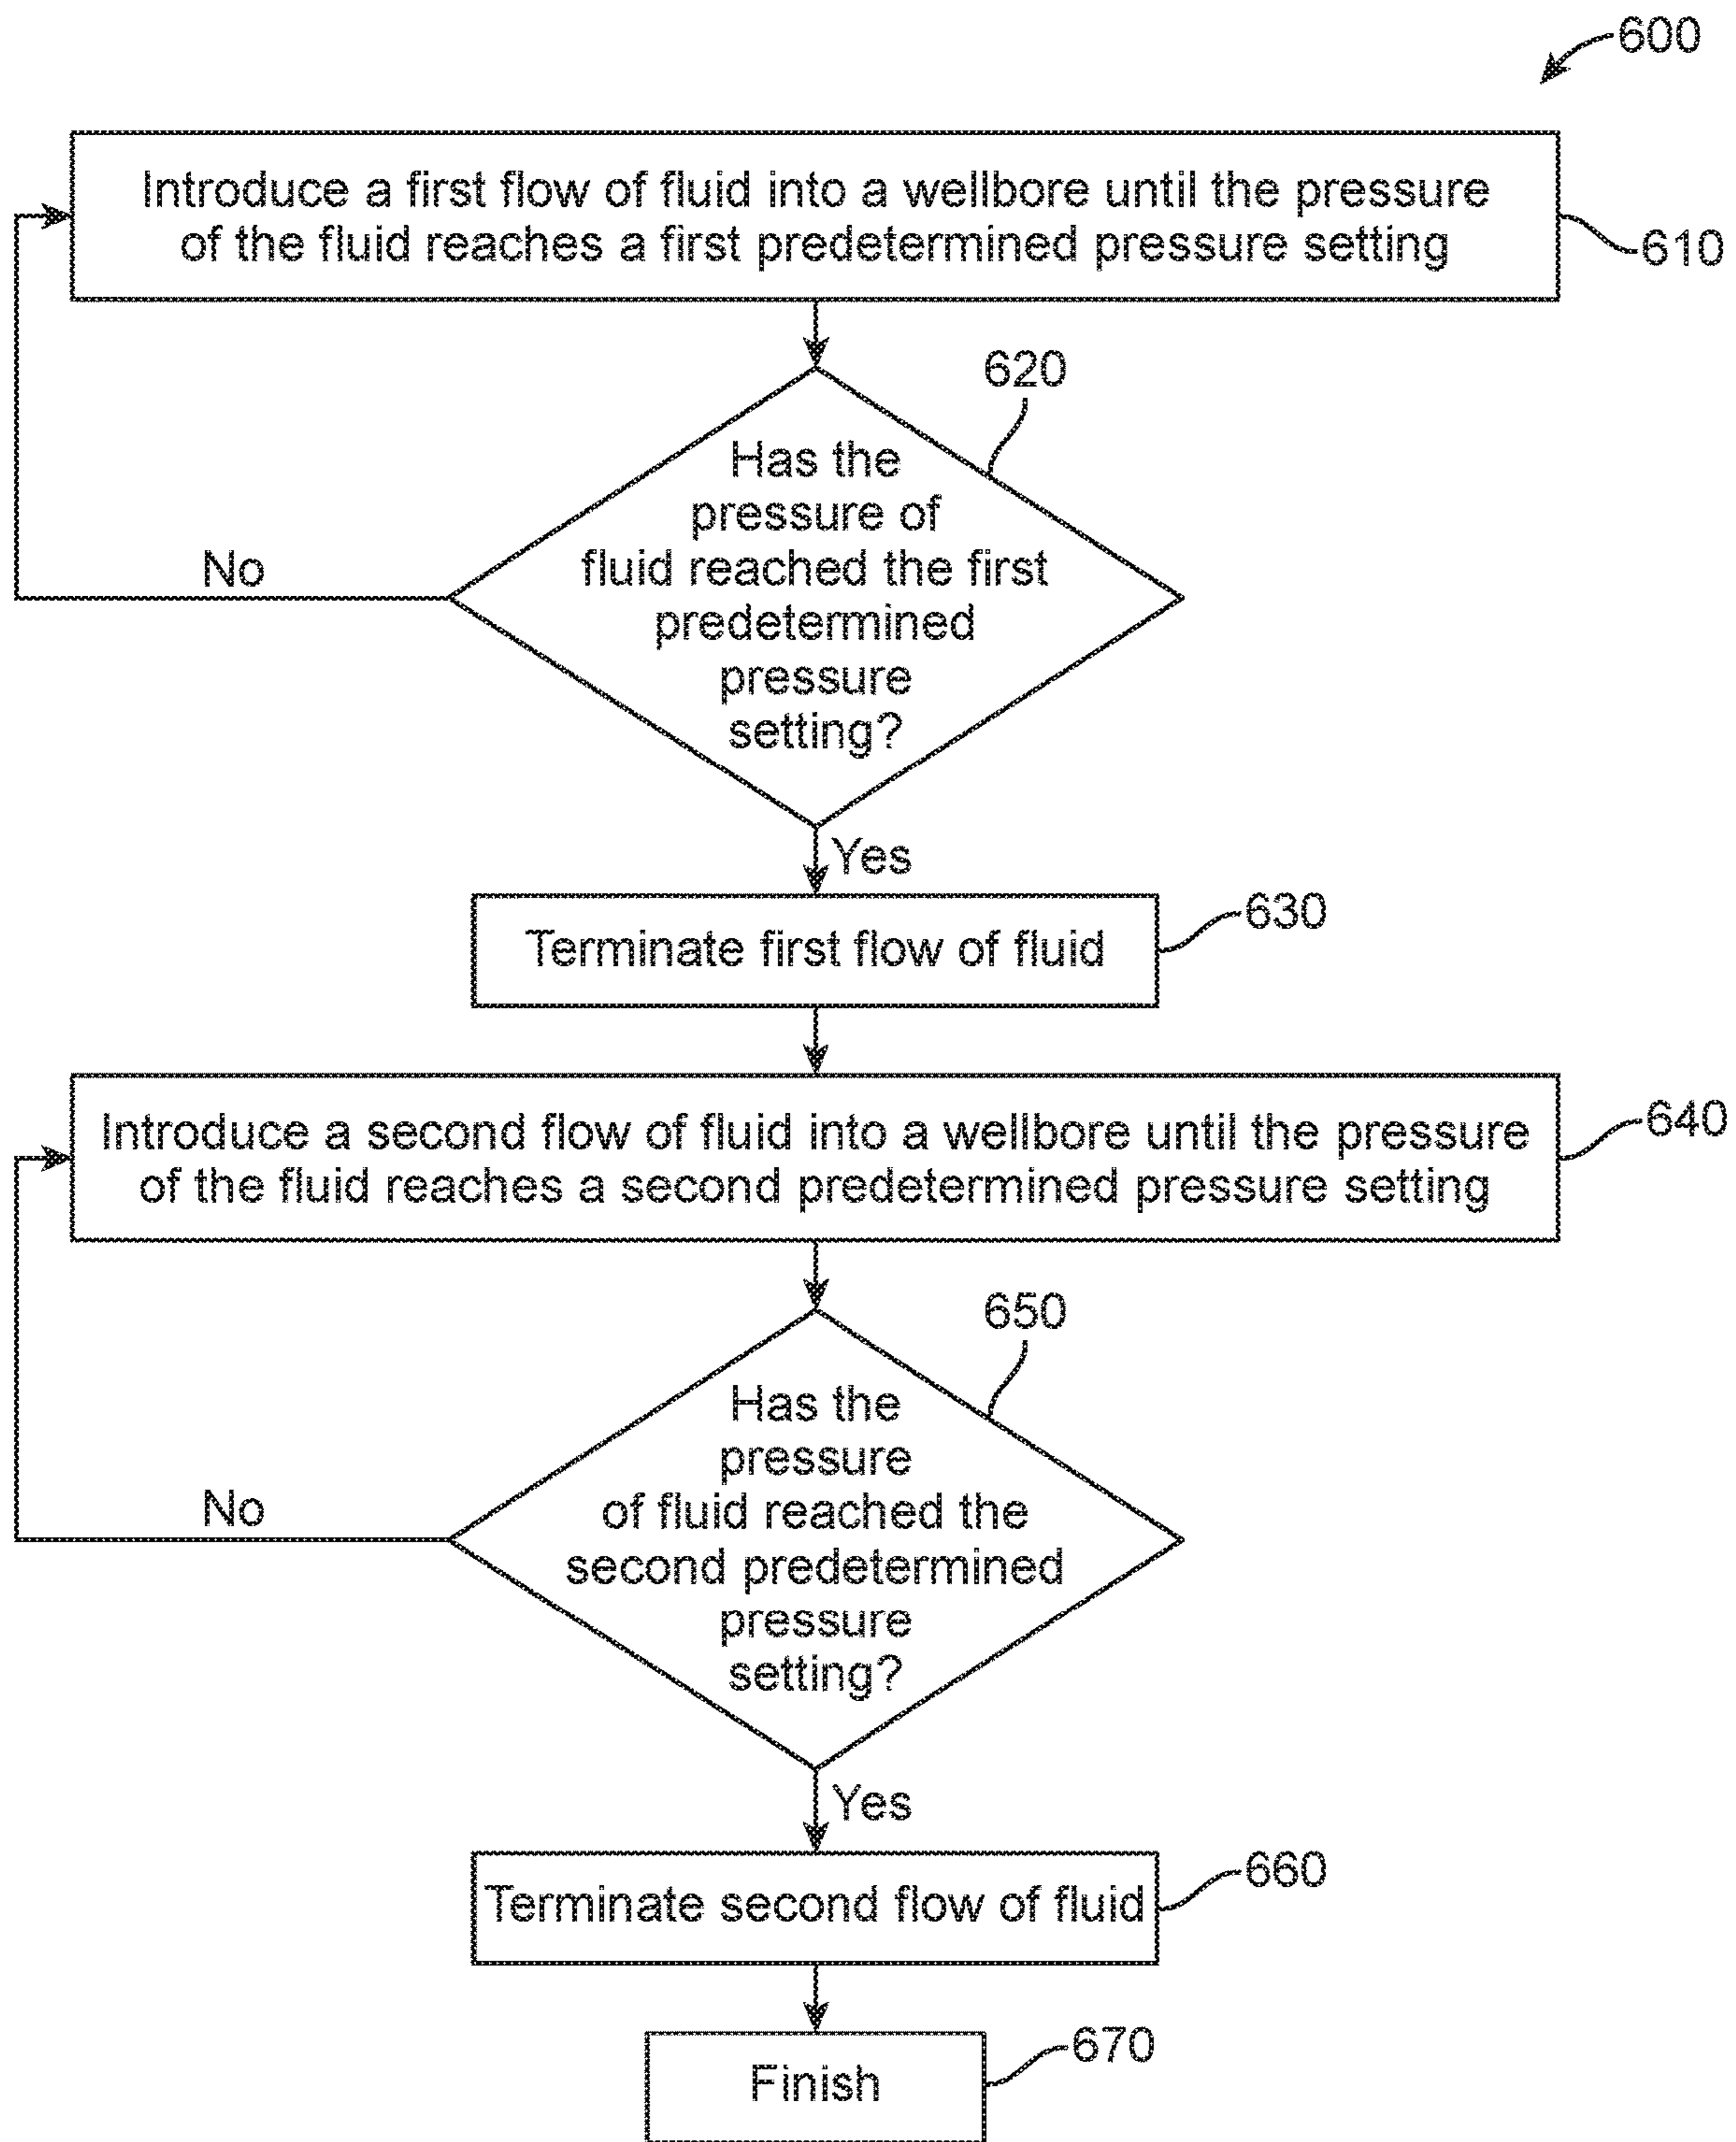 600
Introduce a first flow of fluid into a wellbore until the pressure
of the fluid reaches a first predetermined pressure setting
610
620
Has the
pressure of
fluid reached the first
predetermined
pressure
setting?
No
Yes
630
Terminate first flow of fluid
Introduce a second flow of fluid into a wellbore until the pressure
of the fluid reaches a second predetermined pressure setting
640
650
Has the
pressure
of fluid reached the
second predetermined
pressure
setting?
No
Yes
660
Terminate second flow of fluid
670
Finish